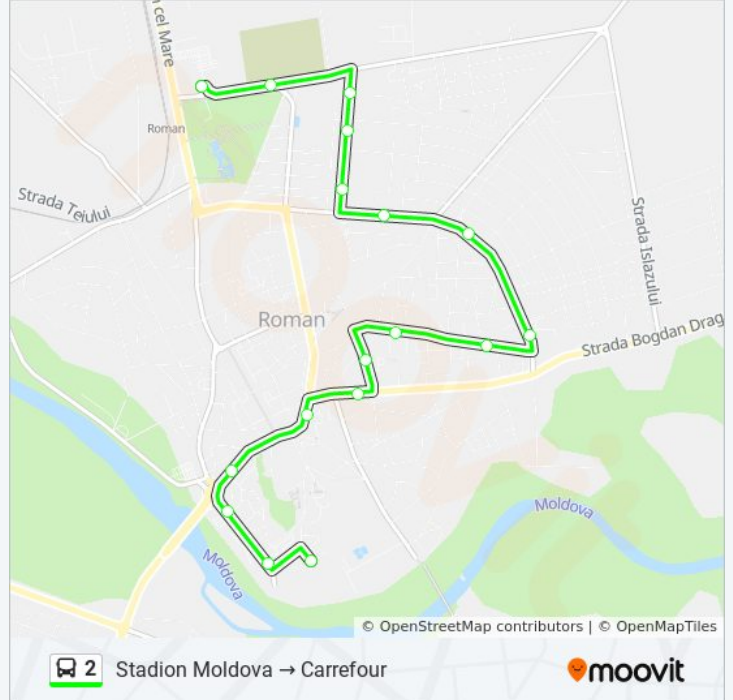 n cel Mare
Roman
Strada Teiului
Strada Islazului
Roman
Strada Bogdan Drag
Moldova
Moldova
© OpenStreetMap contributors | © OpenMapTiles
2 Stadion Moldova → Carrefour
moovit